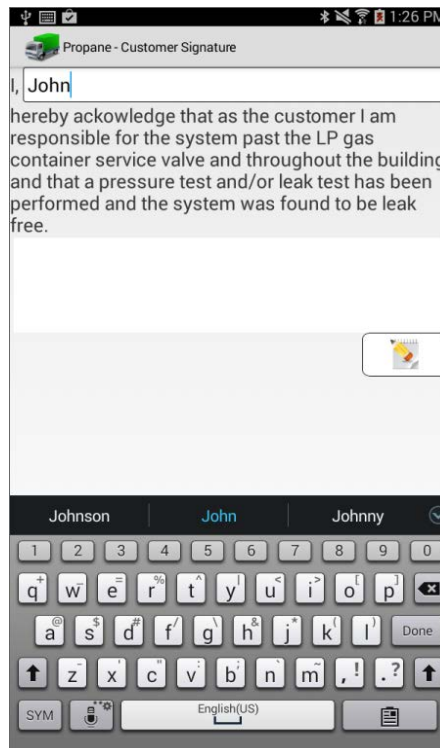 1:26 PM
Propane - Customer Signature
I, John
hereby ackowledge that as the customer I am
responsible for the system past the LP gas
container service valve and throughout the building
and that a pressure test and/or leak test has been
performed and the system was found to be leak
free.
Johnson John Johnny
1 2 3 4 5 6 7 8 9 0
q + w - e = r % t ^ y / u < i > o [ p ]
a @ s $ d # f / g \ h & j * k ( l )
z x ' c " v : b ; n m ~ , ! . ?
Done
SYM English(US)